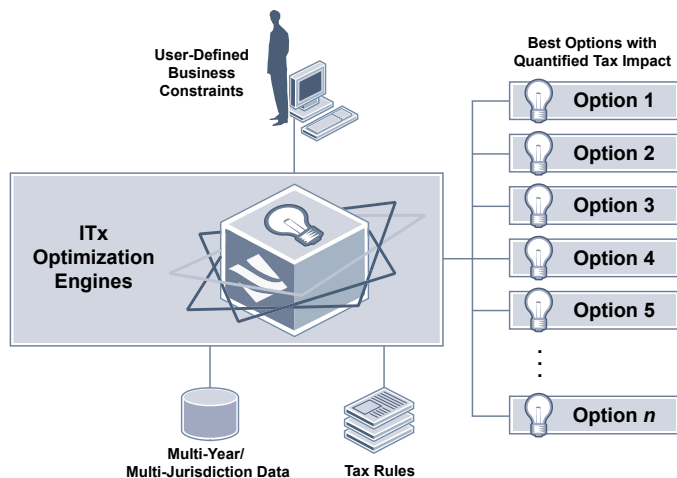 User-Defined
Business
Constraints
Best Options with
Quantified Tax Impact
Option 1
Option 2
Option 3
Option 4
Option 5
Option n
ITx
Optimization
Engines
Multi-Year/
Multi-Jurisdiction Data
Tax Rules